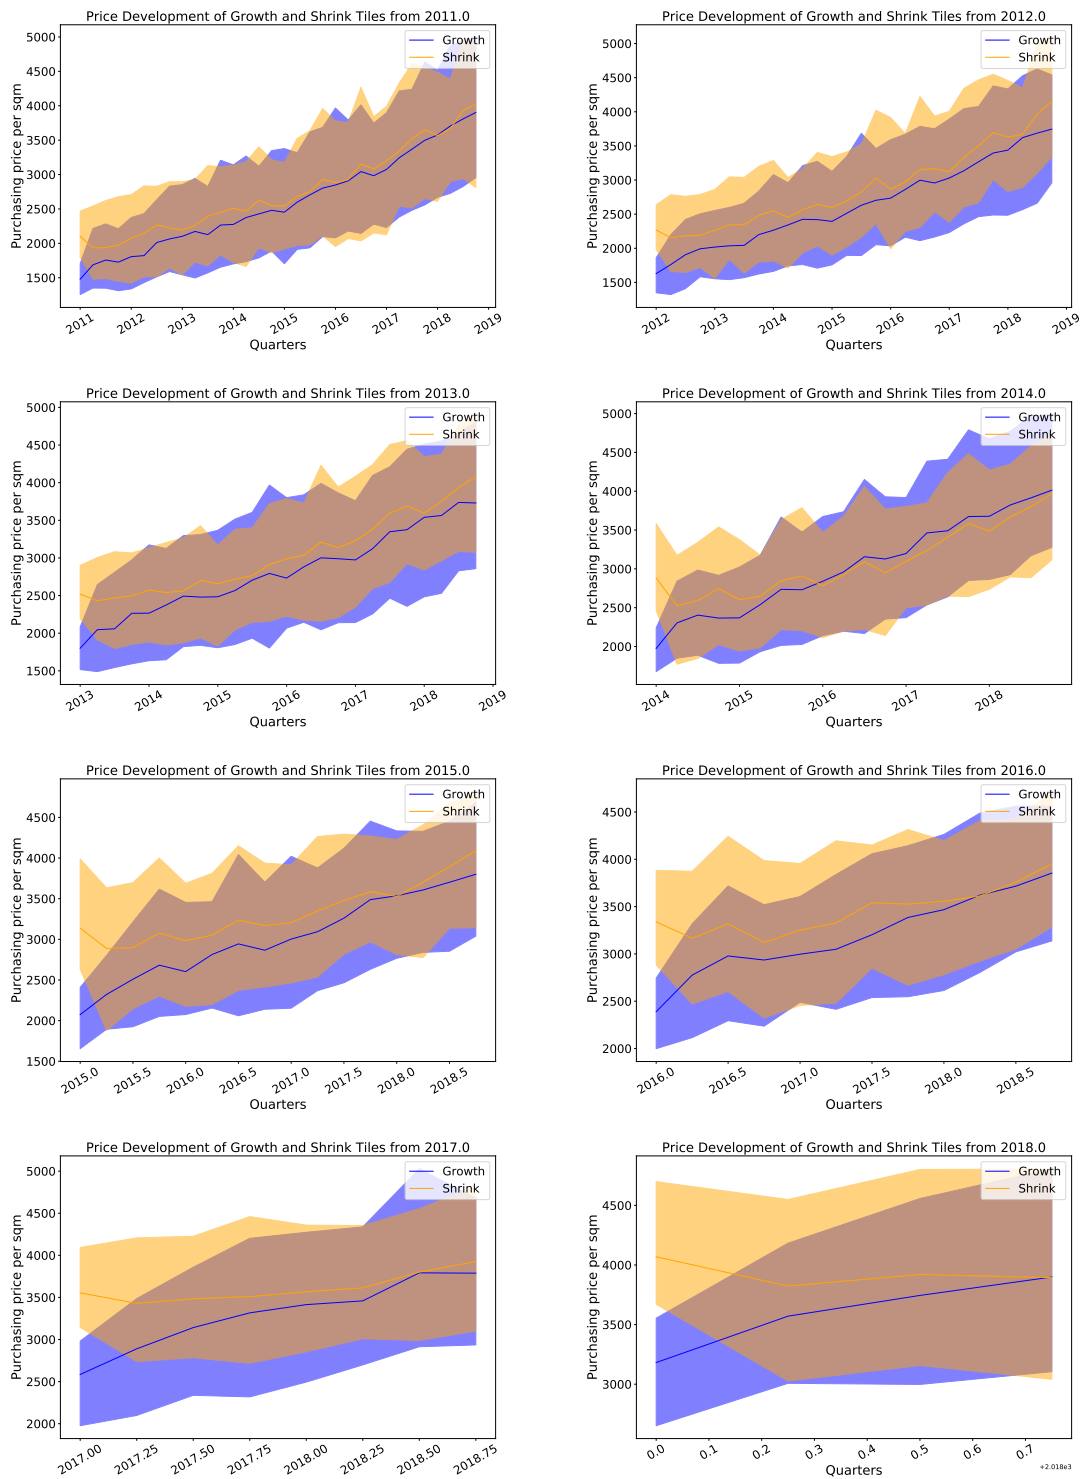 Price Development of Growth and Shrink Tiles from 2011.0
Growth
Shrink
Purchasing price per sqm
5000
4500
4000
3500
3000
2500
2000
1500
2011
2012
2013
2014
2015
2016
2017
2018
2019
Quarters
Price Development of Growth and Shrink Tiles from 2012.0
Growth
Shrink
Purchasing price per sqm
5000
4500
4000
3500
3000
2500
2000
1500
2012
2013
2014
2015
2016
2017
2018
2019
Quarters
Price Development of Growth and Shrink Tiles from 2013.0
Growth
Shrink
Purchasing price per sqm
5000
4500
4000
3500
3000
2500
2000
1500
2013
2014
2015
2016
2017
2018
2019
Quarters
Price Development of Growth and Shrink Tiles from 2014.0
Growth
Shrink
Purchasing price per sqm
5000
4500
4000
3500
3000
2500
2000
2014
2015
2016
2017
2018
Quarters
Price Development of Growth and Shrink Tiles from 2015.0
Growth
Shrink
Purchasing price per sqm
4500
4000
3500
3000
2500
2000
1500
2015.0
2015.5
2016.0
2016.5
2017.0
2017.5
2018.0
2018.5
Quarters
Price Development of Growth and Shrink Tiles from 2016.0
Growth
Shrink
Purchasing price per sqm
4500
4000
3500
3000
2500
2000
2016.0
2016.5
2017.0
2017.5
2018.0
2018.5
Quarters
Price Development of Growth and Shrink Tiles from 2017.0
Growth
Shrink
Purchasing price per sqm
5000
4500
4000
3500
3000
2500
2000
2017.00
2017.25
2017.50
2017.75
2018.00
2018.25
2018.50
2018.75
Quarters
Price Development of Growth and Shrink Tiles from 2018.0
Growth
Shrink
Purchasing price per sqm
4500
4000
3500
3000
0.0
0.1
0.2
0.3
0.4
0.5
0.6
0.7
+2.018e3
Quarters